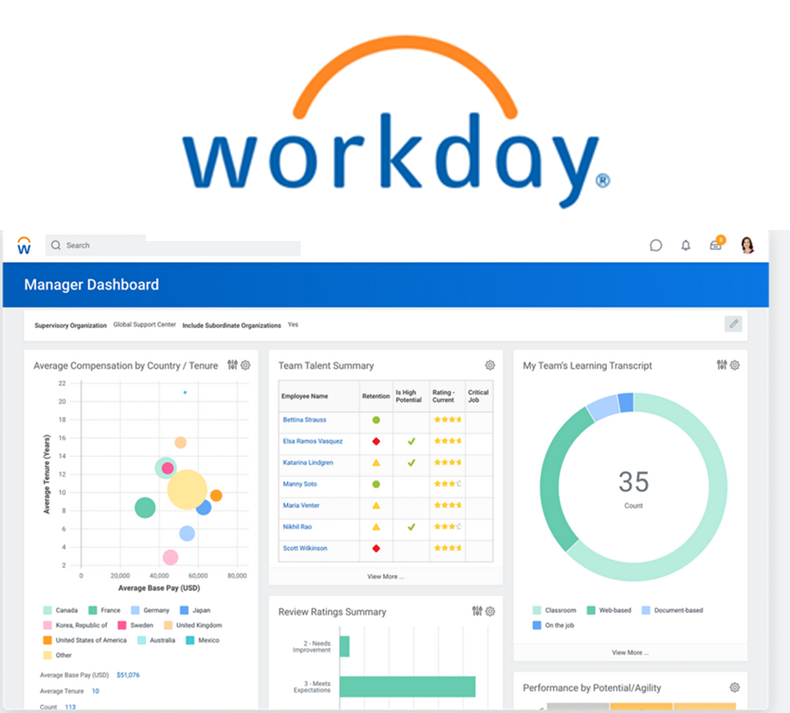 workday®
W
Search
Manager Dashboard
Supervisory Organization Global Support Center Include Subordinate Organizations Yes
Average Compensation by Country / Tenure
22
20
18
16
14
12
10
8
6
4
2
Average Tenure (Years)
0 20,000 40,000 60,000 80,000
Average Base Pay (USD)
Canada France Germany Japan
Korea, Republic of Sweden United Kingdom
United States of America Australia Mexico
Other
Average Base Pay (USD) $51,076
Average Tenure 10
Count 113
Team Talent Summary
Employee Name Retention Is High Potential Rating - Current Critical Job
Bettina Strauss
Elsa Ramos Vasquez
Katarina Lindgren
Manny Soto
Maria Venter
Nikhil Rao
Scott Wilkinson
View More ...
Review Ratings Summary
2 - Needs
Improvement
3 - Meets
Expectations
My Team's Learning Transcript
35
Count
Classroom Web-based Document-based
On the job
View More ...
Performance by Potential/Agility